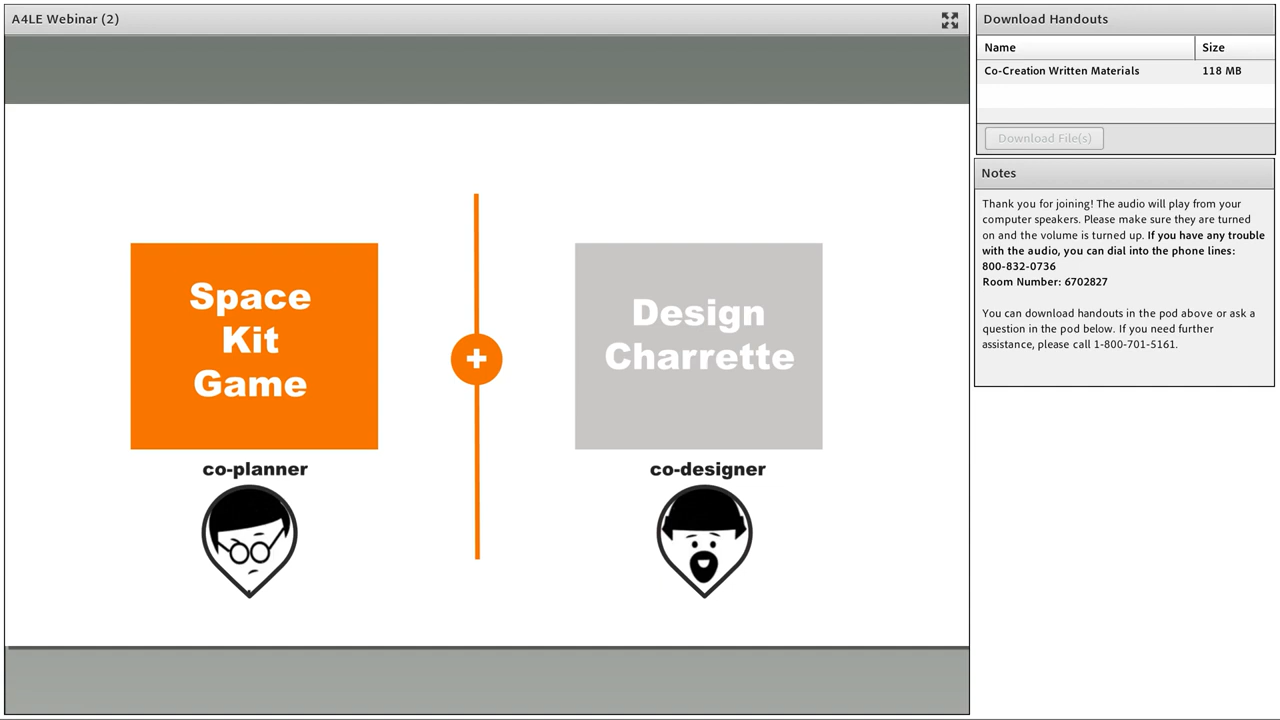 A4LE Webinar (2)
Space
Kit
Game
co-planner
+
Design
Charrette
co-designer
Download Handouts
Name Size
Co-Creation Written Materials 118 MB
Download File(s)
Notes
Thank you for joining! The audio will play from your
computer speakers. Please make sure they are turned
on and the volume is turned up. If you have any trouble
with the audio, you can dial into the phone lines:
800-832-0736
Room Number: 6702827
You can download handouts in the pod above or ask a
question in the pod below. If you need further
assistance, please call 1-800-701-5161.